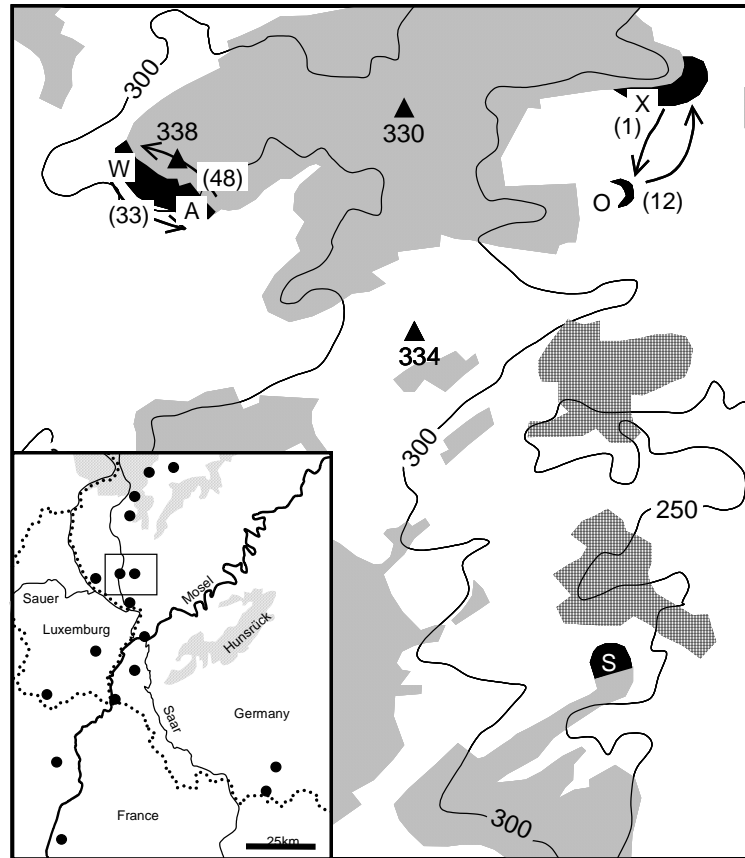 300
X
(1)
338
330
W
(48)
(33)
A
O
(12)
334
300
250
S
300
Mosel
Sauer
Luxemburg
Hunsrück
Saar
Germany
France
25km